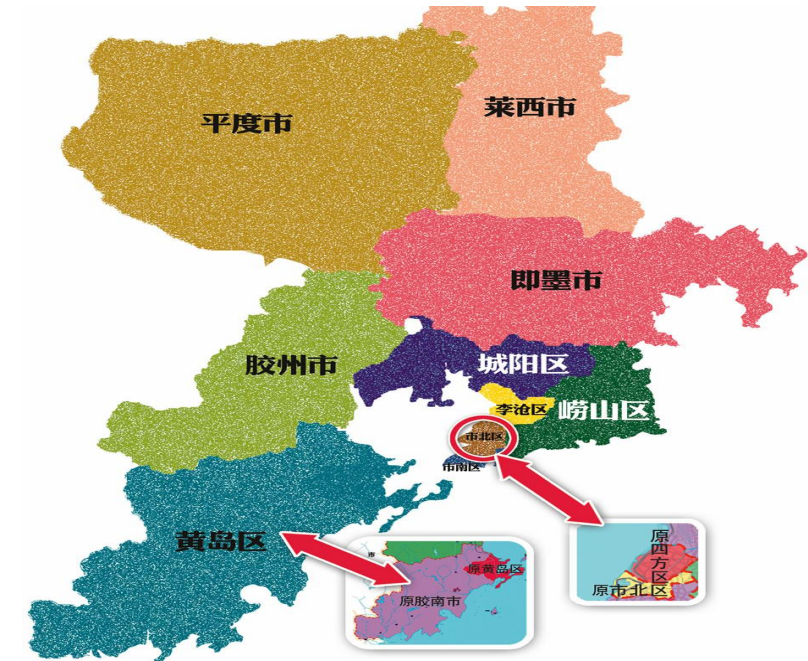 莱西市
平度市
即墨市
胶州市
城阳区
李沧区
崂山区
市北区
市南区
黄岛区
原四方区
原市北区
市
原黄岛区
原胶南市